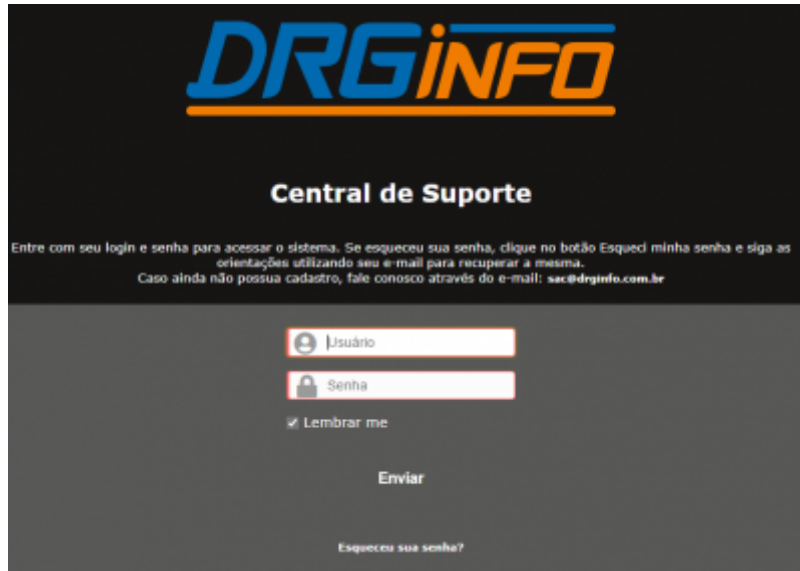 DRGiNFO
Central de Suporte
Entre com seu login e senha para acessar o sistema. Se esqueceu sua senha, clique no botão Esqueci minha senha e siga as
orientações utilizando seu e-mail para recuperar a mesma.
Caso ainda não possua cadastro, fale conosco através do e-mail: sac@drginfo.com.br
Usuário
Senha
Lembrar me
Enviar
Esqueceu sua senha?